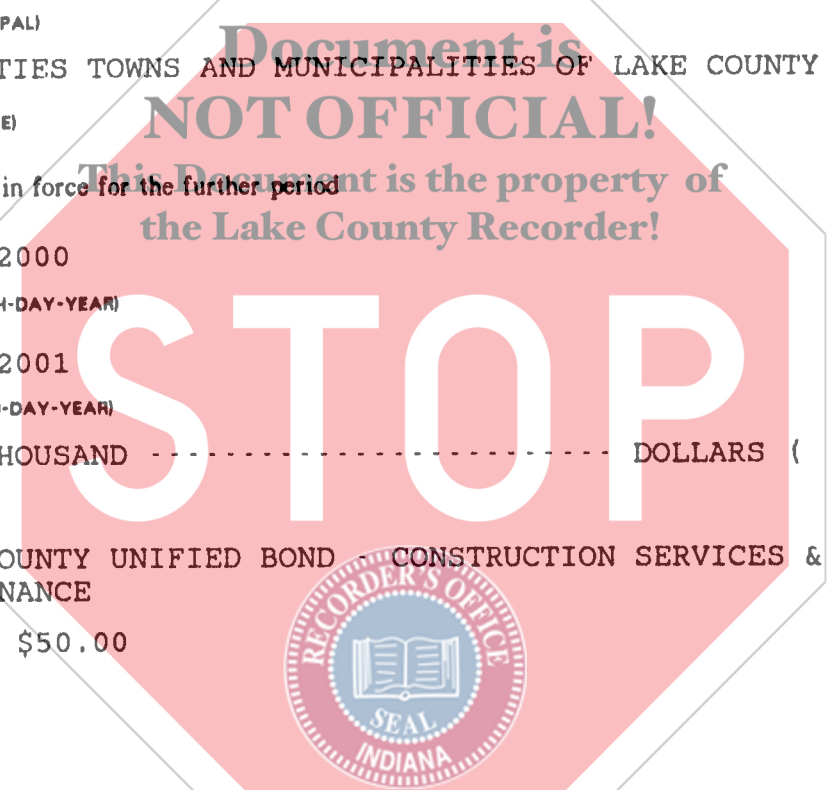 PAL)
Document is
TIES TOWNS AND MUNICIPALITIES OF LAKE COUNTY
NOT OFFICIAL!
E)
This Document is the property of
in force for the further period
the Lake County Recorder!
2000
H-DAY-YEAR)
STOP
2001
-DAY-YEAR)
HOUSAND - - - - - - - - - - - - - - - - - - - - - - - - - - DOLLARS (
OUNTY UNIFIED BOND - CONSTRUCTION SERVICES &
NANCE
$50.00
RECORDER'S OFFICE
SEAL
INDIANA